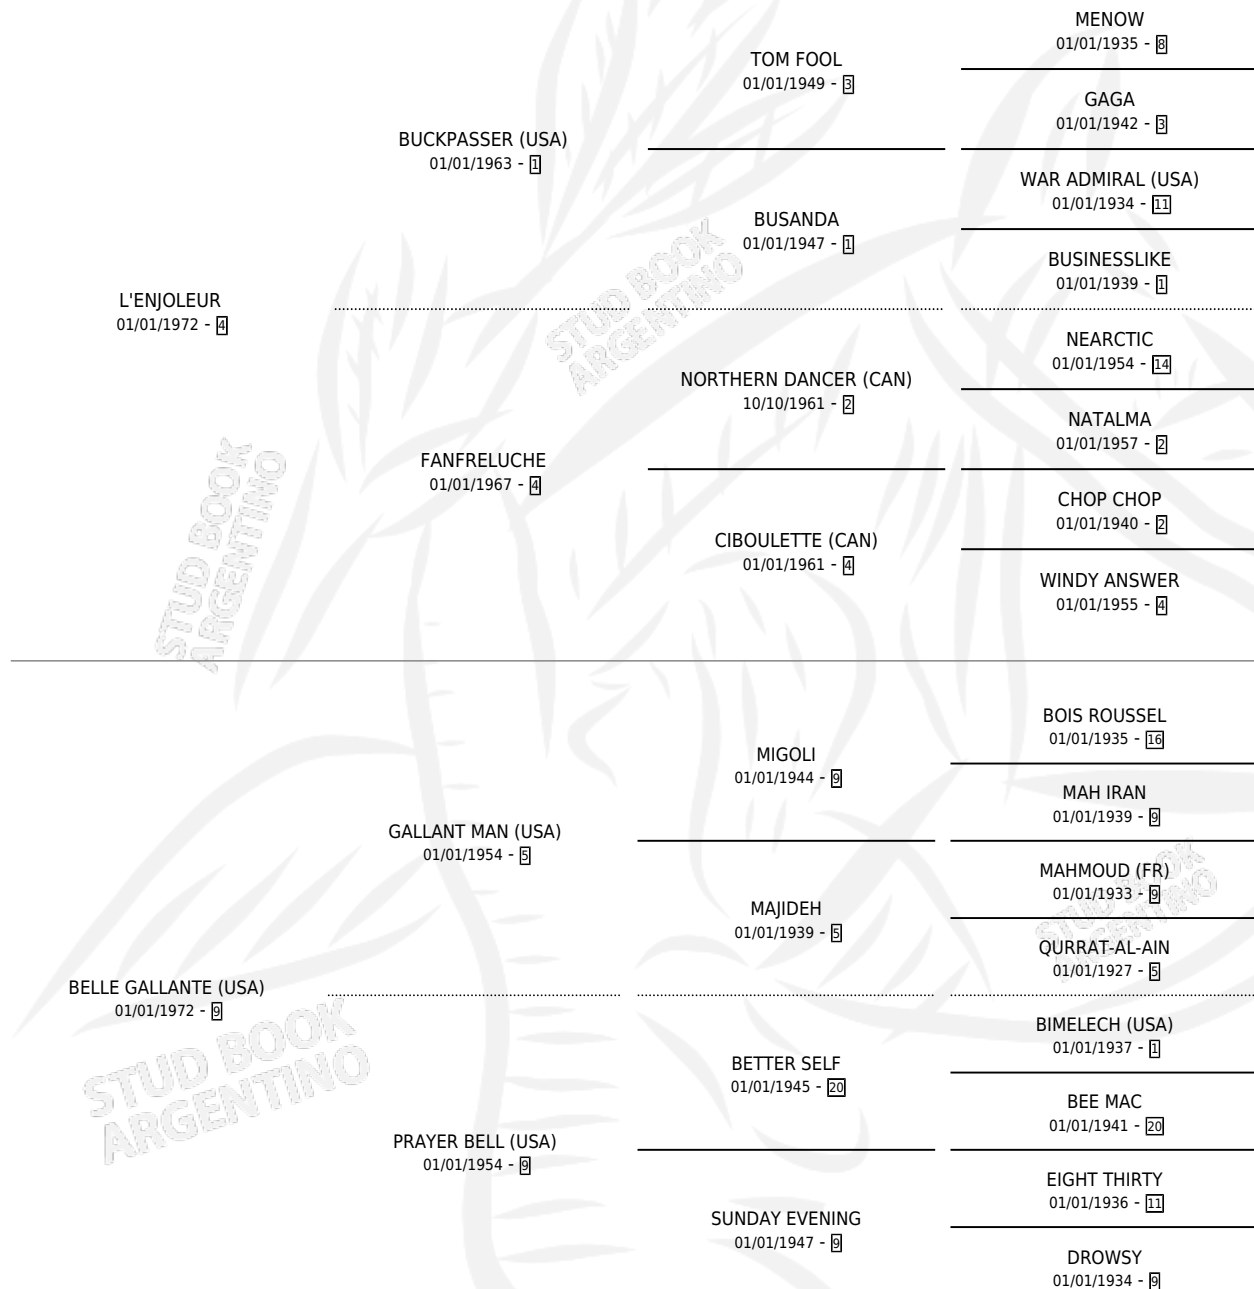 MENOW
01/01/1935 - 8
TOM FOOL
01/01/1949 - 3
GAGA
01/01/1942 - 3
BUCKPASSER (USA)
01/01/1963 - 1
WAR ADMIRAL (USA)
01/01/1934 - 11
BUSANDA
01/01/1947 - 1
BUSINESSLIKE
01/01/1939 - 1
L'ENJOLEUR
01/01/1972 - 4
NEARCTIC
01/01/1954 - 14
NORTHERN DANCER (CAN)
10/10/1961 - 2
NATALMA
01/01/1957 - 2
FANFRELUCHE
01/01/1967 - 4
CHOP CHOP
01/01/1940 - 2
CIBOULETTE (CAN)
01/01/1961 - 4
WINDY ANSWER
01/01/1955 - 4
BOIS ROUSSEL
01/01/1935 - 16
MIGOLI
01/01/1944 - 9
MAH IRAN
01/01/1939 - 9
GALLANT MAN (USA)
01/01/1954 - 5
MAHMOUD (FR)
01/01/1933 - 9
MAJIDEH
01/01/1939 - 5
QURRAT-AL-AIN
01/01/1927 - 5
BELLE GALLANTE (USA)
01/01/1972 - 9
BIMELECH (USA)
01/01/1937 - 1
BETTER SELF
01/01/1945 - 20
BEE MAC
01/01/1941 - 20
PRAYER BELL (USA)
01/01/1954 - 9
EIGHT THIRTY
01/01/1936 - 11
SUNDAY EVENING
01/01/1947 - 9
DROWSY
01/01/1934 - 9
STUD BOOK
ARGENTINO
STUD BOOK
ARGENTINO
STUD BOOK
ARGENTINO
STUD BOOK
ARGENTINO